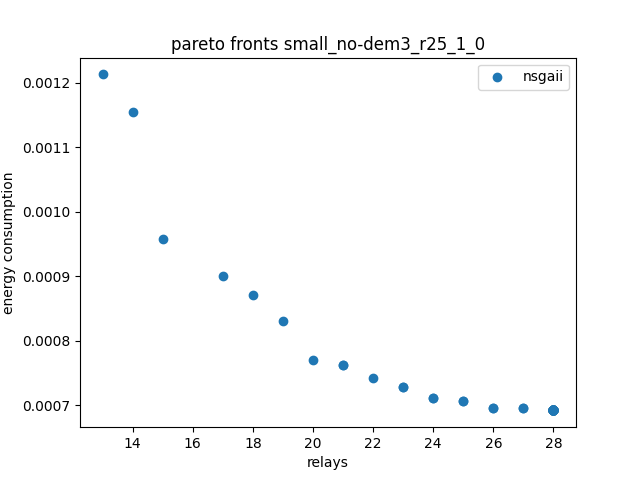 pareto fronts small_no-dem3_r25_1_0
nsgaii
0.0012
0.0011
0.0010
0.0009
0.0008
0.0007
energy consumption
14 16 18 20 22 24 26 28
relays